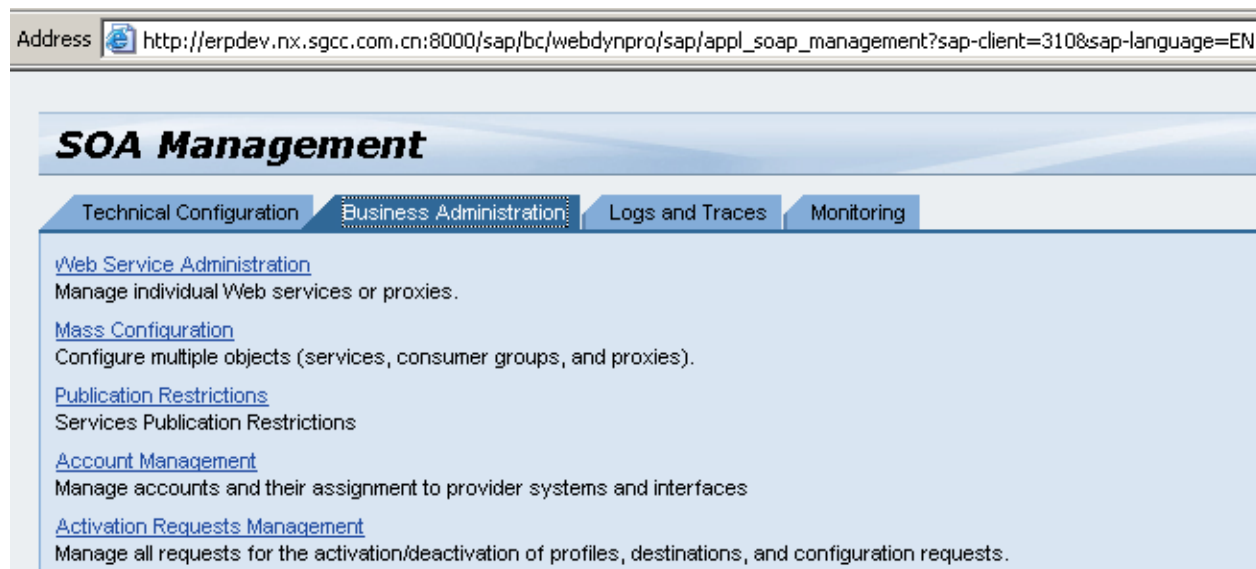 Address http://erpdev.nx.sgcc.com.cn:8000/sap/bc/webdynpro/sap/appl_soap_management?sap-client=310&sap-language=EN
SOA Management
Technical Configuration Business Administration Logs and Traces Monitoring
Web Service Administration
Manage individual Web services or proxies.
Mass Configuration
Configure multiple objects (services, consumer groups, and proxies).
Publication Restrictions
Services Publication Restrictions
Account Management
Manage accounts and their assignment to provider systems and interfaces
Activation Requests Management
Manage all requests for the activation/deactivation of profiles, destinations, and configuration requests.